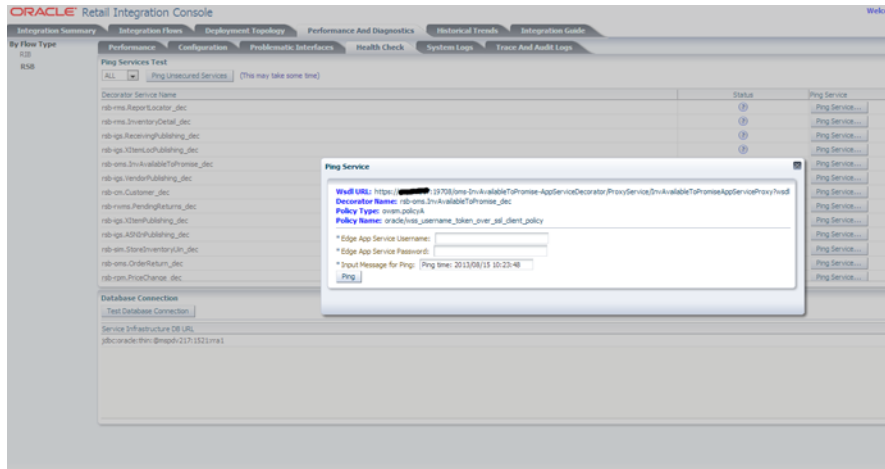 ORACLE Retail Integration Console
Welco
Integration Summary Integration Flows Deployment Topology Performance And Diagnostics Historical Trends Integration Guide
By Flow Type
RIB
RSB
Performance Configuration Problematic Interfaces Health Check System Logs Trace And Audit Logs
Ping Services Test
ALL Ping Unsecured Services (This may take some time)
Decorator Service Name Status Ping Service
rsb-rms.ReportLocator_dec Ping Service...
rsb-rms.InventoryDetail_dec Ping Service...
rsb-igs.ReceivingPublishing_dec Ping Service...
rsb-igs.XItemLocPublishing_dec Ping Service...
rsb-oms.InvAvailableToPromise_dec Ping Service...
rsb-igs.VendorPublishing_dec Ping Service...
rsb-cm.Customer_dec Ping Service...
rsb-rwms.PendingReturns_dec Ping Service...
rsb-igs.XItemPublishing_dec Ping Service...
rsb-igs.ASNInPublishing_dec Ping Service...
rsb-sim.StoreInventoryUin_dec Ping Service...
rsb-oms.OrderReturn_dec Ping Service...
rsb-rpm.PriceChange_dec Ping Service...
Ping Service
Wsdl URL: https:// :19708/oms-InvAvailableToPromise-AppServiceDecorator/ProxyService/InvAvailableToPromiseAppServiceProxy?wsdl
Decorator Name: rsb-oms.InvAvailableToPromise_dec
Policy Type: owsm.policyA
Policy Name: oracle/wss_username_token_over_ssl_client_policy
* Edge App Service Username:
* Edge App Service Password:
* Input Message for Ping: Ping time: 2013/08/15 10:23:48
Ping
Database Connection
Test Database Connection
Service Infrastructure DB URL
jdbc:oracle:thin:@mspdv217:1521:rra1